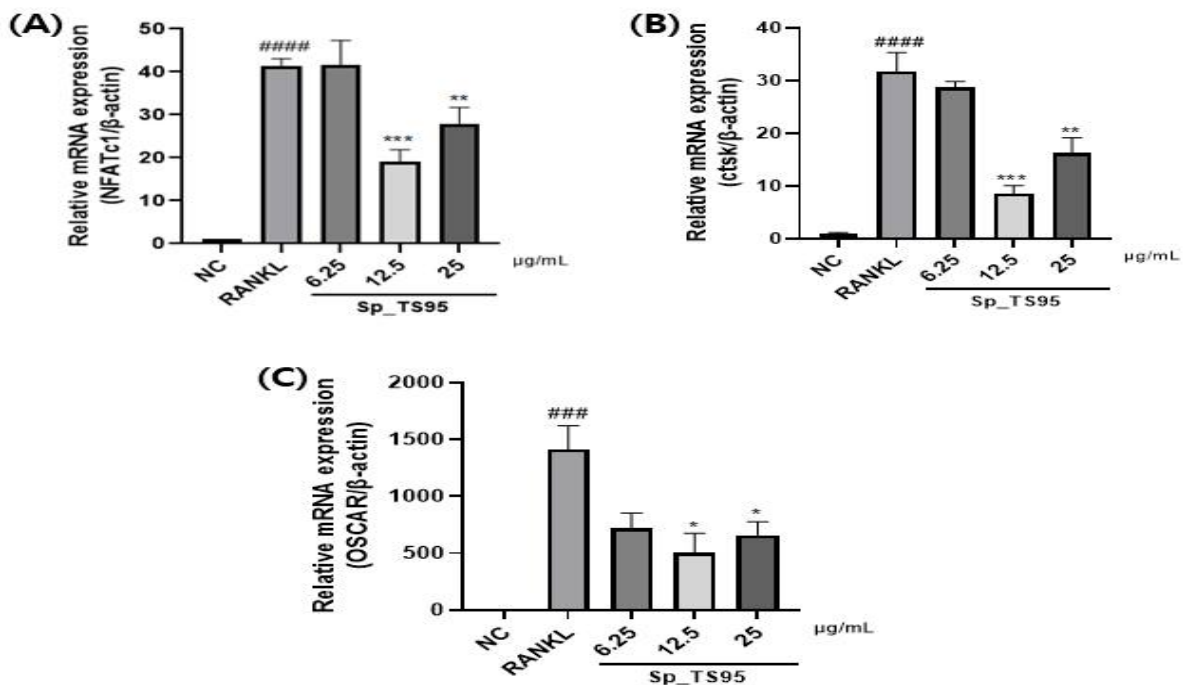 (A)
Relative mRNA expression
(NFATc1/β-actin)
50
40
30
20
10
0
####
***
**
NC
RANKL
6.25
12.5
25
µg/mL
Sp_TS95
(B)
Relative mRNA expression
(ctsk/β-actin)
40
30
20
10
0
####
***
**
NC
RANKL
6.25
12.5
25
µg/mL
Sp_TS95
(C)
Relative mRNA expression
(OSCAR/β-actin)
2000
1500
1000
500
0
###
*
*
NC
RANKL
6.25
12.5
25
µg/mL
Sp_TS95